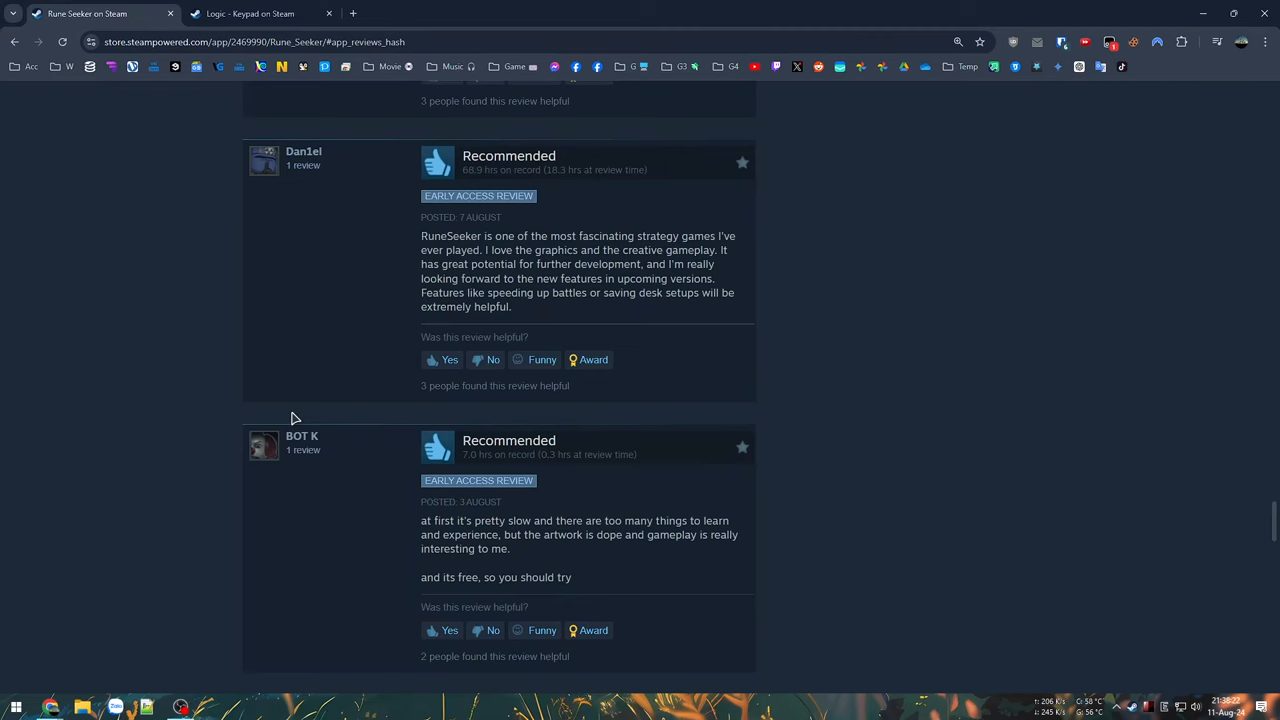 Rune Seeker on Steam
Logic - Keypad on Steam
store.steampowered.com/app/2469990/Rune_Seeker/#app_reviews_hash
Acc
W
Movie
Music
Game
G
G3
G4
Temp
3 people found this review helpful
Dan1el
1 review
Recommended
68.9 hrs on record (18.3 hrs at review time)
EARLY ACCESS REVIEW
POSTED: 7 AUGUST
RuneSeeker is one of the most fascinating strategy games I've
ever played. I love the graphics and the creative gameplay. It
has great potential for further development, and I'm really
looking forward to the new features in upcoming versions.
Features like speeding up battles or saving desk setups will be
extremely helpful.
Was this review helpful?
Yes
No
Funny
Award
3 people found this review helpful
BOT K
1 review
Recommended
7.0 hrs on record (0.3 hrs at review time)
EARLY ACCESS REVIEW
POSTED: 3 AUGUST
at first it's pretty slow and there are too many things to learn
and experience, but the artwork is dope and gameplay is really
interesting to me.
and its free, so you should try
Was this review helpful?
Yes
No
Funny
Award
2 people found this review helpful
Zalo
↑: 206 K/s
↓: 245 K/s
C: 58 °C
G: 56 °C
21:38:22
11-Aug-24